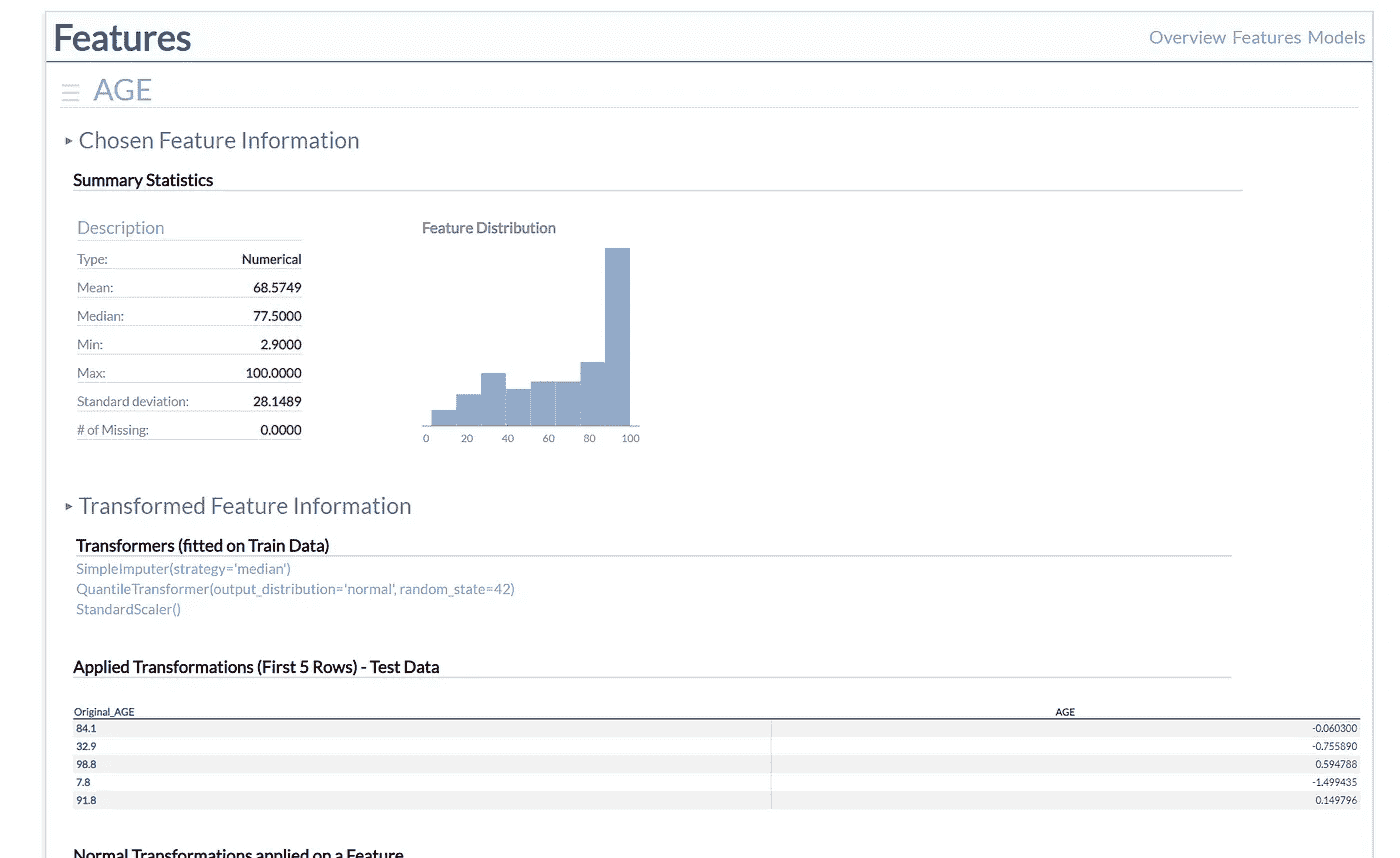 Features
Overview Features Models
AGE
Chosen Feature Information
Summary Statistics
Description
Type: Numerical
Mean: 68.5749
Median: 77.5000
Min: 2.9000
Max: 100.0000
Standard deviation: 28.1489
# of Missing: 0.0000
Feature Distribution
0 20 40 60 80 100
Transformed Feature Information
Transformers (fitted on Train Data)
SimpleImputer(strategy='median')
QuantileTransformer(output_distribution='normal', random_state=42)
StandardScaler()
Applied Transformations (First 5 Rows) - Test Data
Original_AGE AGE
84.1 -0.060300
32.9 -0.755890
98.8 0.594788
7.8 -1.499435
91.8 0.149796
Normal Transformations applied on a Feature